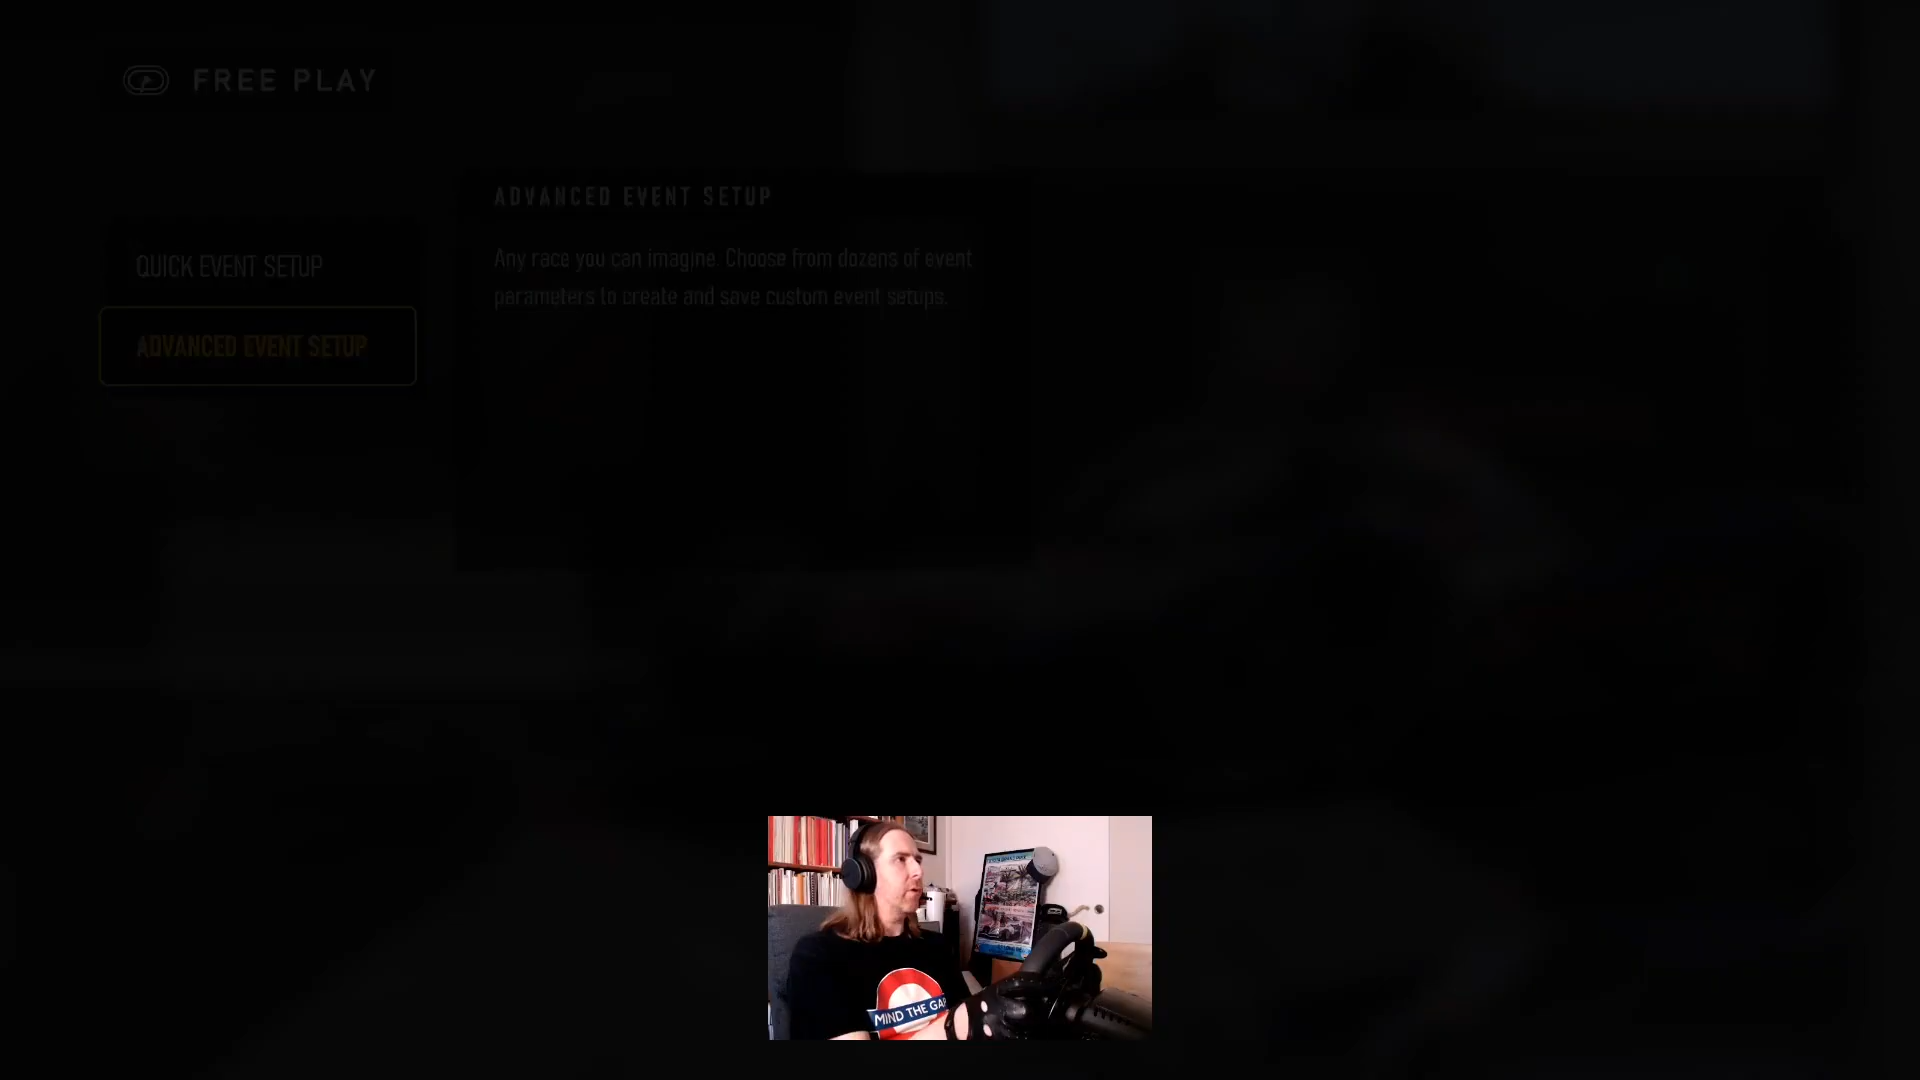 FREE PLAY
ADVANCED EVENT SETUP
Any race you can imagine. Choose from dozens of event
parameters to create and save custom event setups.
QUICK EVENT SETUP
ADVANCED EVENT SETUP
MIND THE GAP